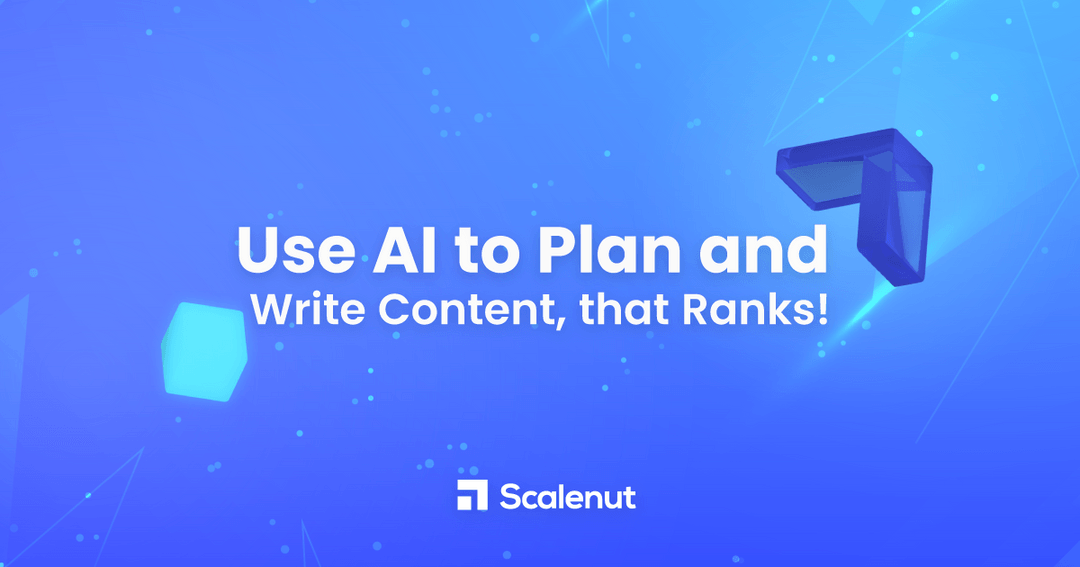 Use AI to Plan and
Write Content, that Ranks!
Scalenut